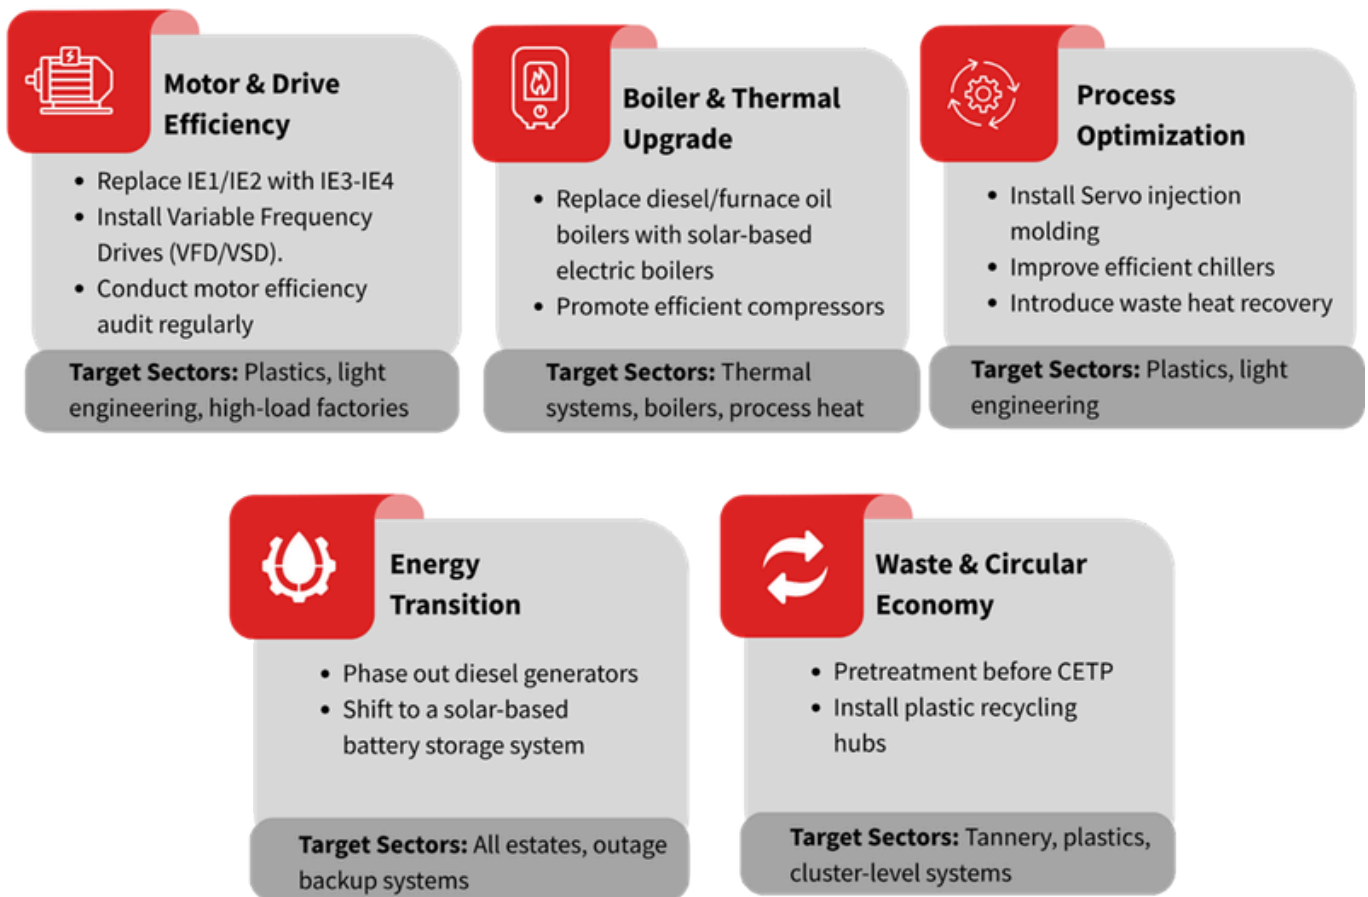 Motor & Drive
Efficiency
• Replace IE1/IE2 with IE3-IE4
• Install Variable Frequency
Drives (VFD/VSD).
• Conduct motor efficiency
audit regularly
Target Sectors: Plastics, light
engineering, high-load factories
Boiler & Thermal
Upgrade
• Replace diesel/furnace oil
boilers with solar-based
electric boilers
• Promote efficient compressors
Target Sectors: Thermal
systems, boilers, process heat
Process
Optimization
• Install Servo injection
molding
• Improve efficient chillers
• Introduce waste heat recovery
Target Sectors: Plastics, light
engineering
Energy
Transition
• Phase out diesel generators
• Shift to a solar-based
battery storage system
Target Sectors: All estates, outage
backup systems
Waste & Circular
Economy
• Pretreatment before CETP
• Install plastic recycling
hubs
Target Sectors: Tannery, plastics,
cluster-level systems